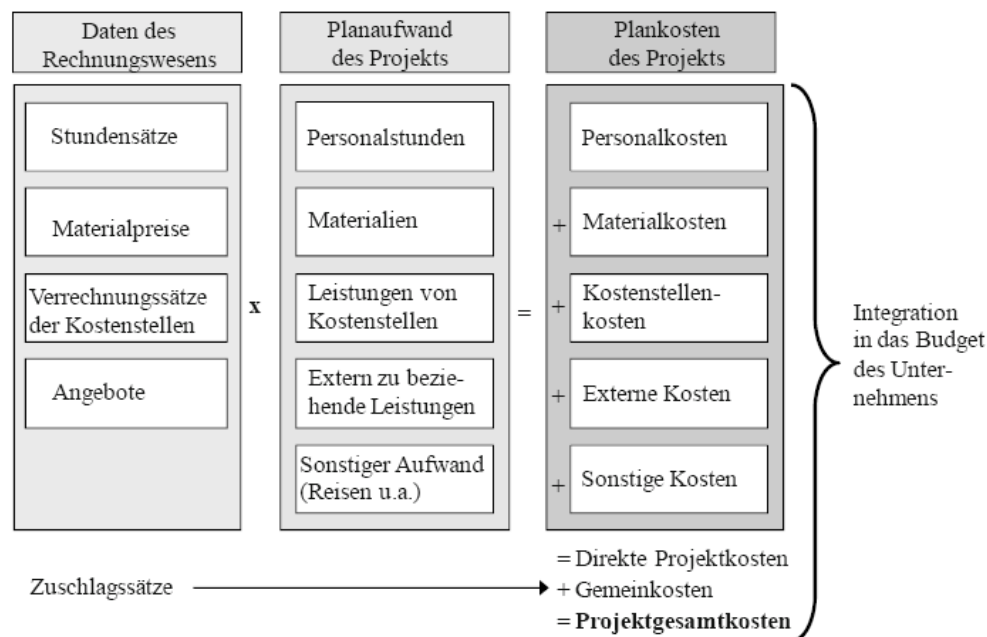 Daten des
Rechnungswesens
Planaufwand
des Projekts
Plankosten
des Projekts
Stundensätze
Personalstunden
Personalkosten
Materialpreise
Materialien
+ Materialkosten
Verrechnungssätze
der Kostenstellen
x
Leistungen von
Kostenstellen
=
+ Kostenstellen-
kosten
Angebote
Extern zu bezie-
hende Leistungen
+ Externe Kosten
Sonstiger Aufwand
(Reisen u.a.)
+ Sonstige Kosten
Integration
in das Budget
des Unter-
nehmens
Zuschlagssätze
= Direkte Projektkosten
+ Gemeinkosten
= Projektgesamtkosten